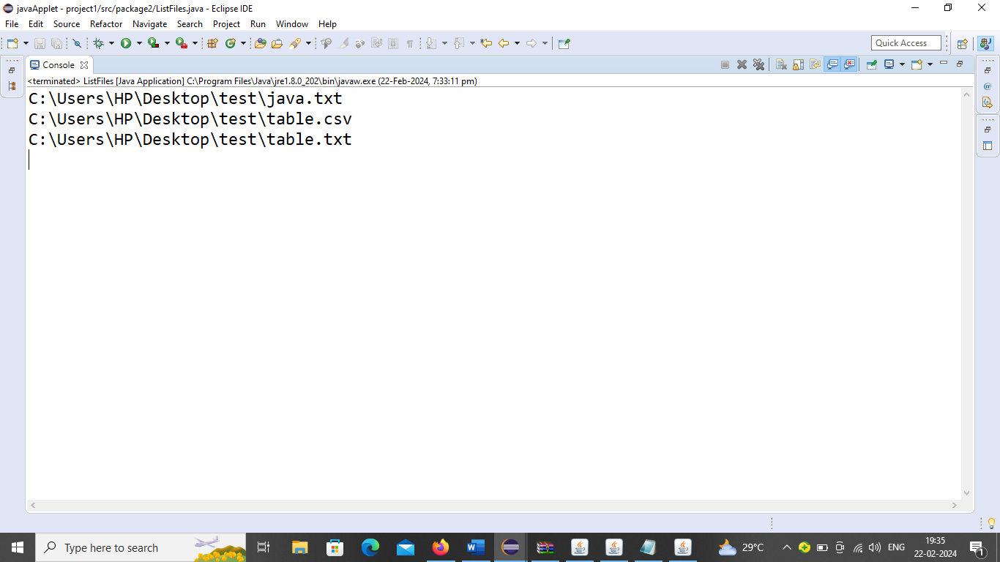 javaApplet - project1/src/package2/ListFiles.java - Eclipse IDE
File Edit Source Refactor Navigate Search Project Run Window Help
Quick Access
Console
<terminated> ListFiles [Java Application] C:\Program Files\Java\jre1.8.0_202\bin\javaw.exe (22-Feb-2024, 7:33:11 pm)
C:\Users\HP\Desktop\test\java.txt
C:\Users\HP\Desktop\test\table.csv
C:\Users\HP\Desktop\test\table.txt
Type here to search
29°C
ENG
19:35
22-02-2024
1